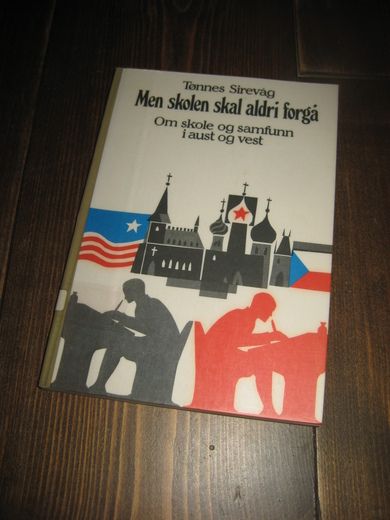 Tønnes Sirevåg
Men skolen skal aldri forgå
Om skole og samfunn
i aust og vest